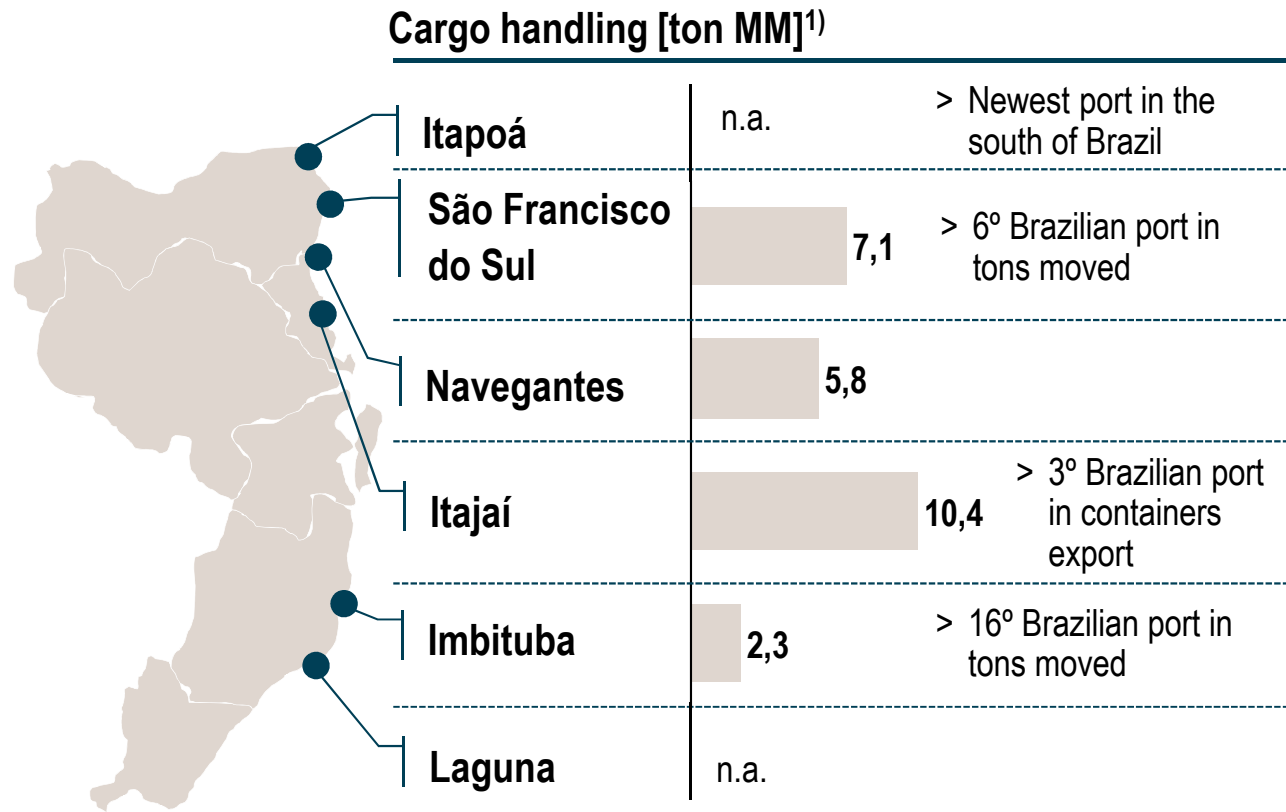 Cargo handling [ton MM]1)
Itapoá
n.a.
> Newest port in the
south of Brazil
São Francisco
do Sul
7,1
> 6º Brazilian port in
tons moved
Navegantes
5,8
Itajaí
10,4
> 3º Brazilian port
in containers
export
Imbituba
2,3
> 16º Brazilian port in
tons moved
Laguna
n.a.